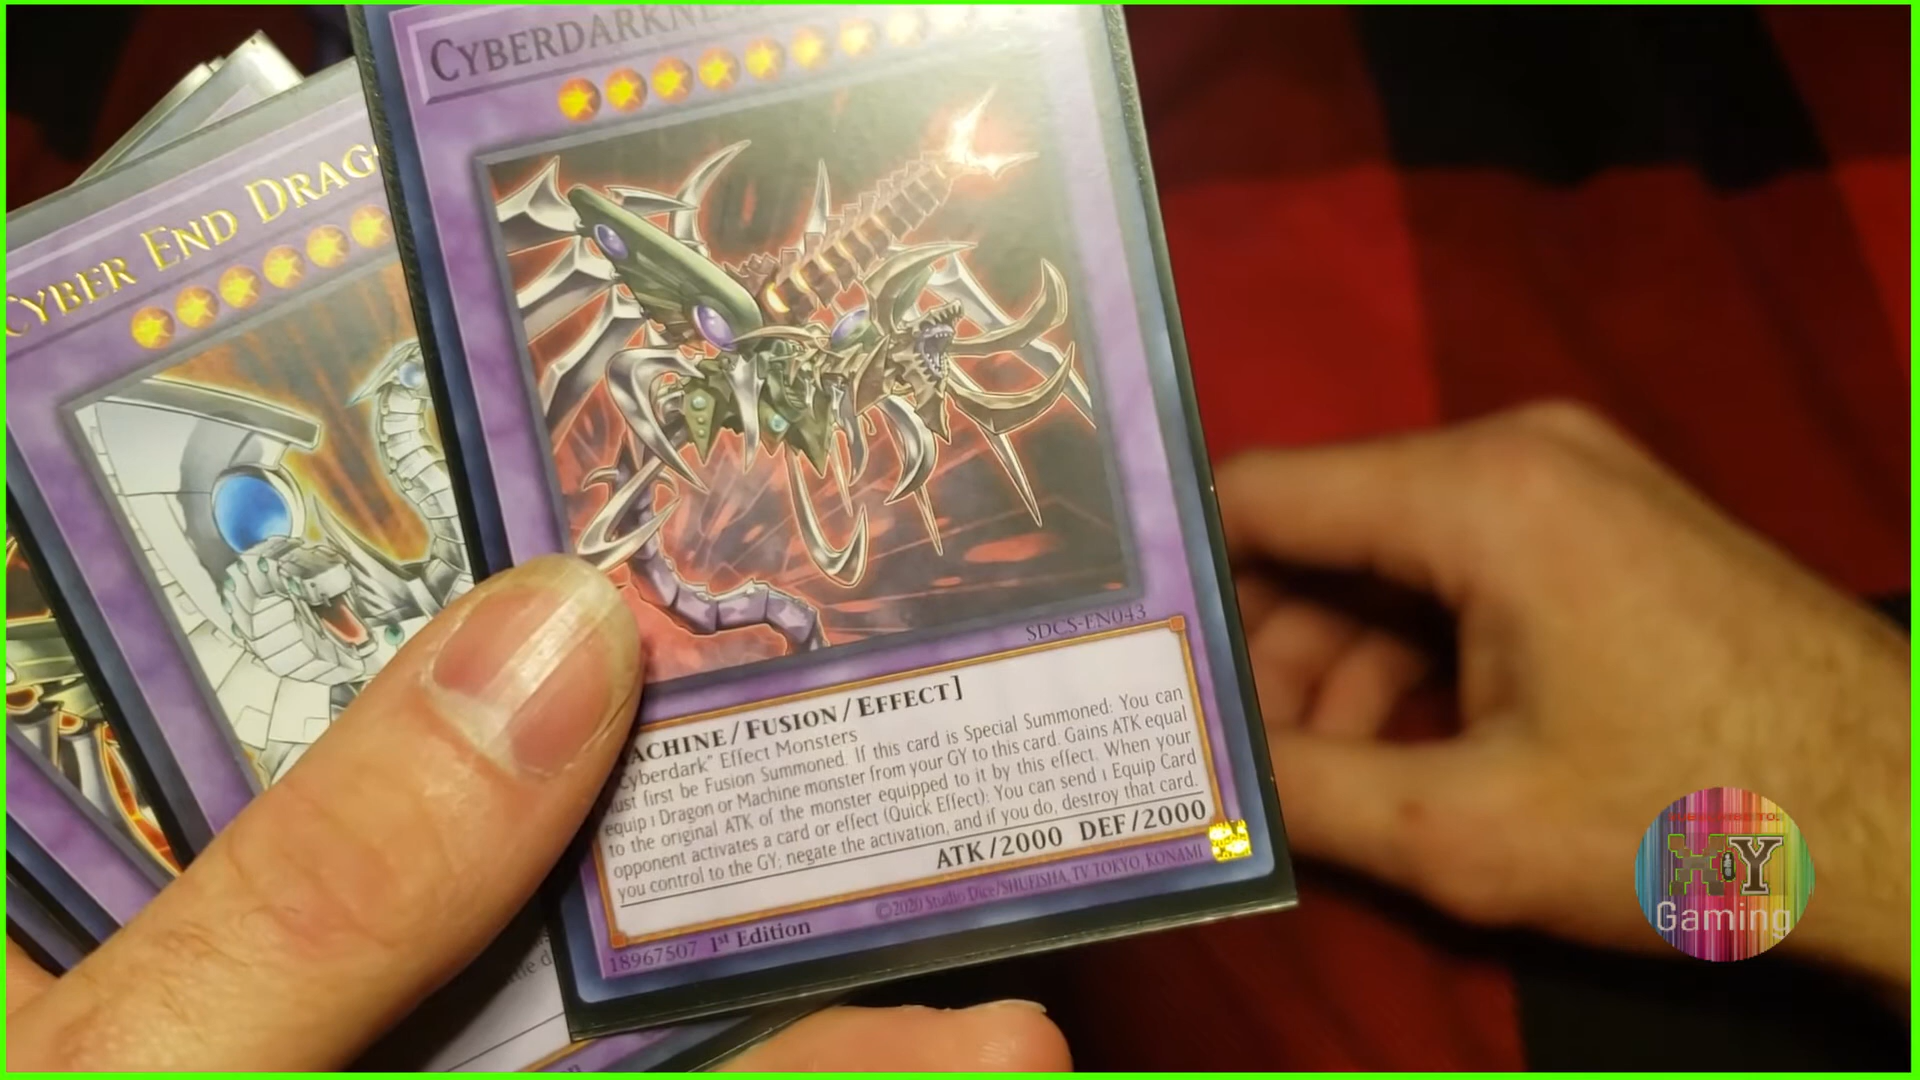 CYBERDARKNESS
CYBER END DRAG
SDCS-EN043
ACHINE/FUSION/EFFECT]
Cyberdark" Effect Monsters
ust first be Fusion Summoned. If this card is Special Summoned: You can
equip 1 Dragon or Machine monster from your GY to this card. Gains ATK equal
to the original ATK of the monster equipped to it by this effect. When your
opponent activates a card or effect (Quick Effect): You can send 1 Equip Card
you control to the GY; negate the activation, and if you do, destroy that card.
ATK/2000 DEF/2000
18967507 1st Edition
©2020 Studio Dice/SHUEISHA, TV TOKYO, KONAMI
X Y
Gaming